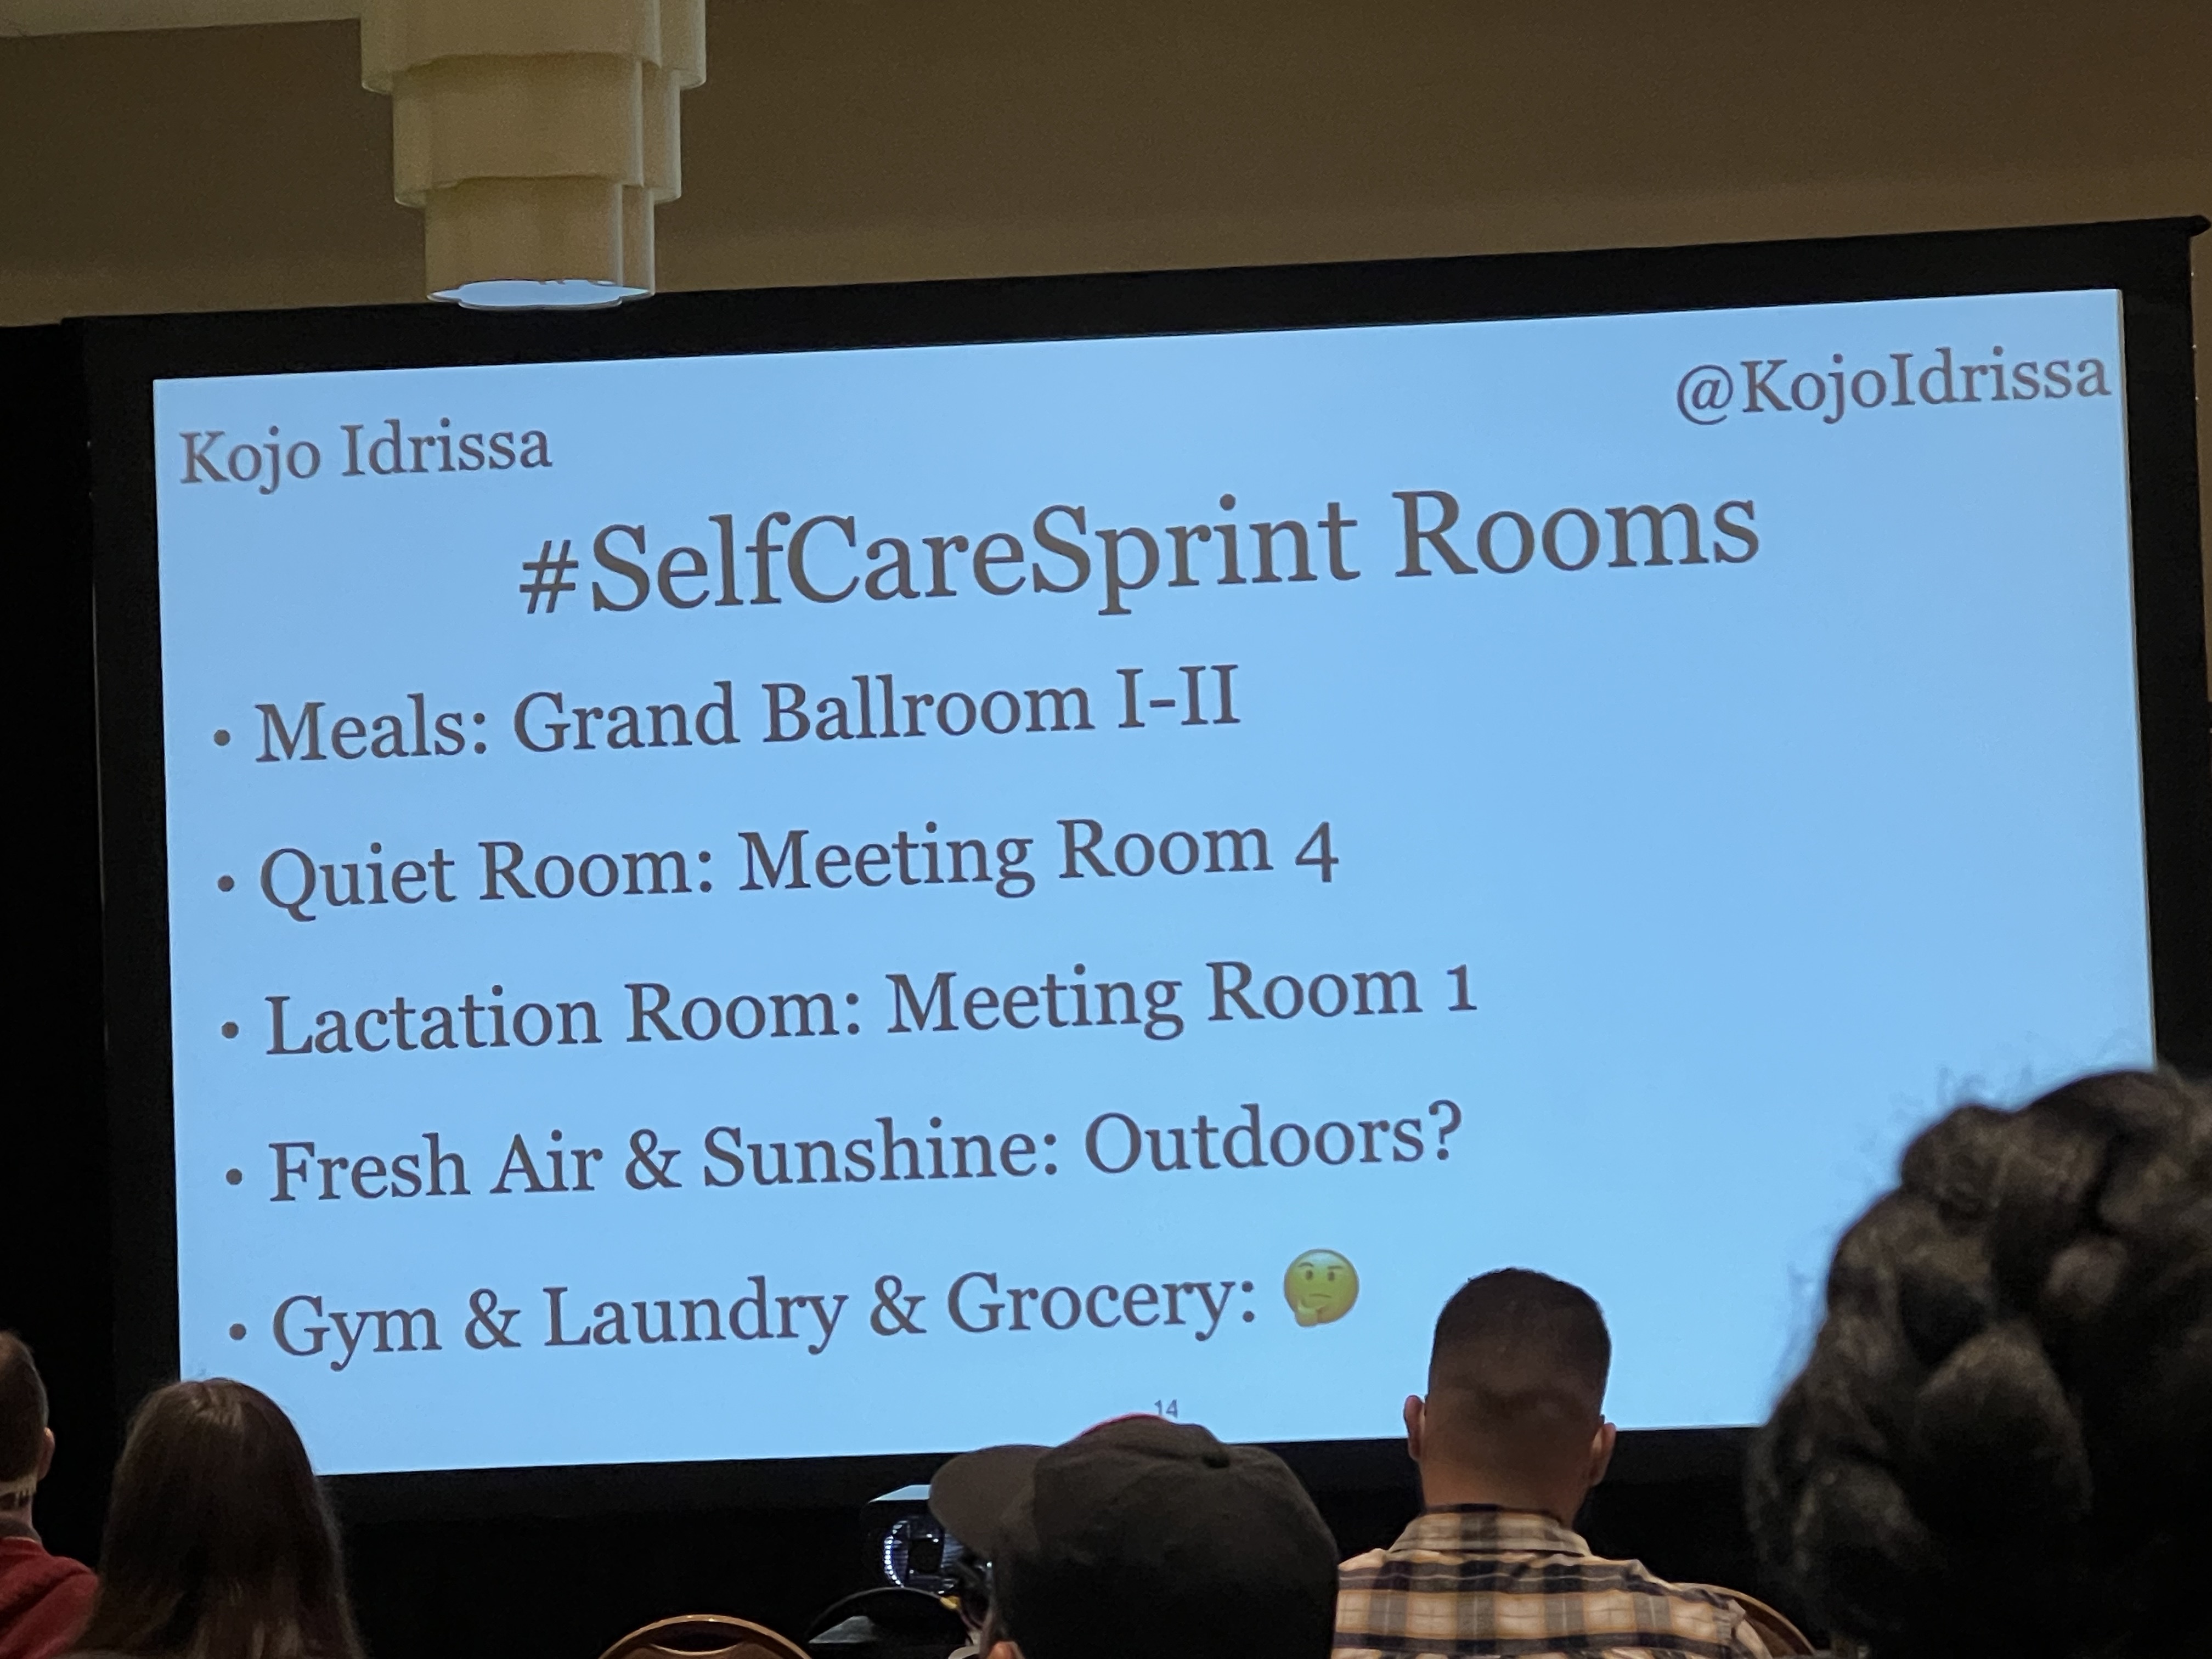 Kojo Idrissa
@KojoIdrissa
#SelfCareSprint Rooms
• Meals: Grand Ballroom I-II
• Quiet Room: Meeting Room 4
• Lactation Room: Meeting Room 1
• Fresh Air & Sunshine: Outdoors?
• Gym & Laundry & Grocery: 🤔
14